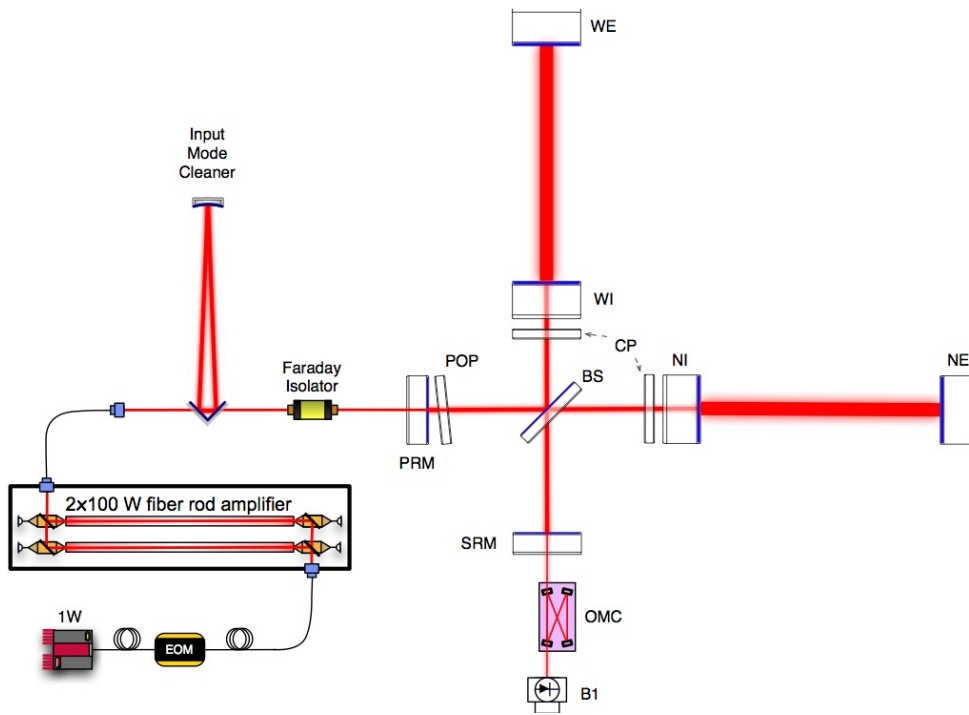 WE
Input
Mode
Cleaner
WI
CP
POP
BS
NI
NE
Faraday
Isolator
PRM
2x100 W fiber rod amplifier
SRM
OMC
1W
EOM
B1